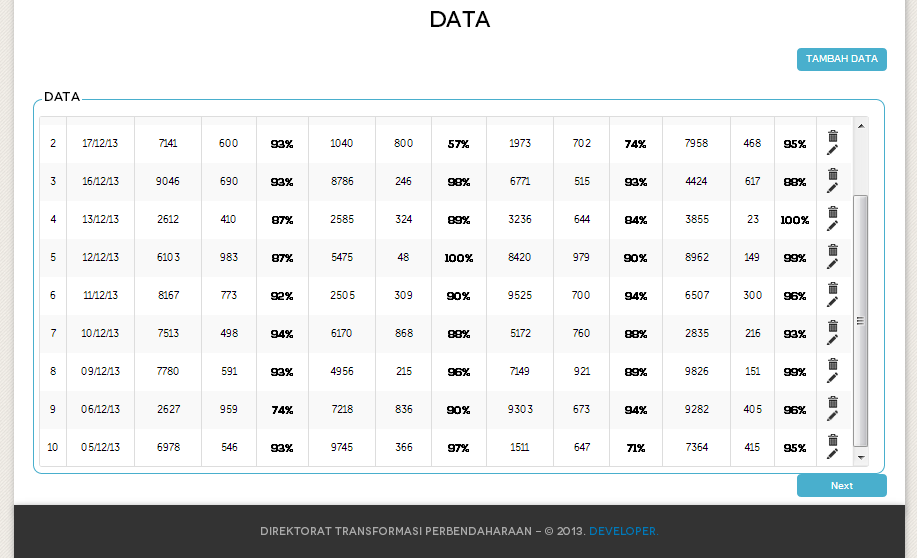 DATA
TAMBAH DATA
DATA
2 17/12/13 7141 600 93% 1040 800 57% 1973 702 74% 7958 468 95%
3 16/12/13 9046 690 93% 8786 246 98% 6771 515 93% 4424 617 88%
4 13/12/13 2612 410 87% 2585 324 89% 3236 644 84% 3855 23 100%
5 12/12/13 6103 983 87% 5475 48 100% 8420 979 90% 8962 149 99%
6 11/12/13 8167 773 92% 2505 309 90% 9525 700 94% 6507 300 96%
7 10/12/13 7513 498 94% 6170 868 88% 5172 760 88% 2835 216 93%
8 09/12/13 7780 591 93% 4956 215 96% 7149 921 89% 9826 151 99%
9 06/12/13 2627 959 74% 7218 836 90% 9303 673 94% 9282 405 96%
10 05/12/13 6978 546 93% 9745 366 97% 1511 647 71% 7364 415 95%
Next
DIREKTORAT TRANSFORMASI PERBENDAHARAAN – © 2013. DEVELOPER.